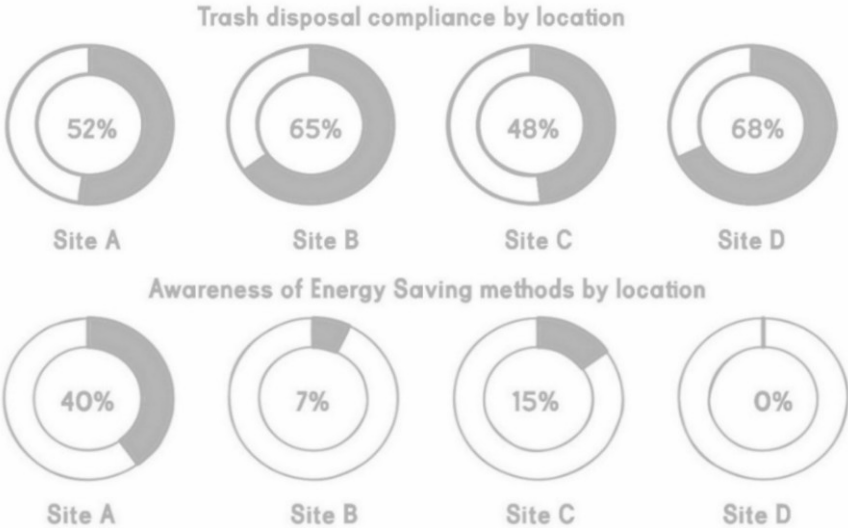 Trash disposal compliance by location
52% 65% 48% 68%
Site A Site B Site C Site D
Awareness of Energy Saving methods by location
40% 7% 15% 0%
Site A Site B Site C Site D